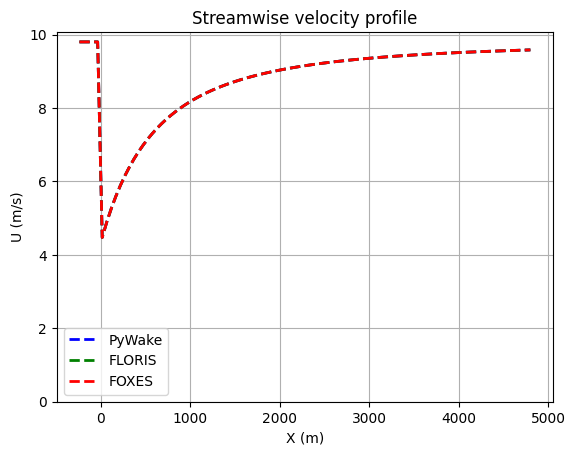 Streamwise velocity profile
U (m/s)
10
8
6
4
2
0
PyWake
FLORIS
FOXES
0 1000 2000 3000 4000 5000
X (m)